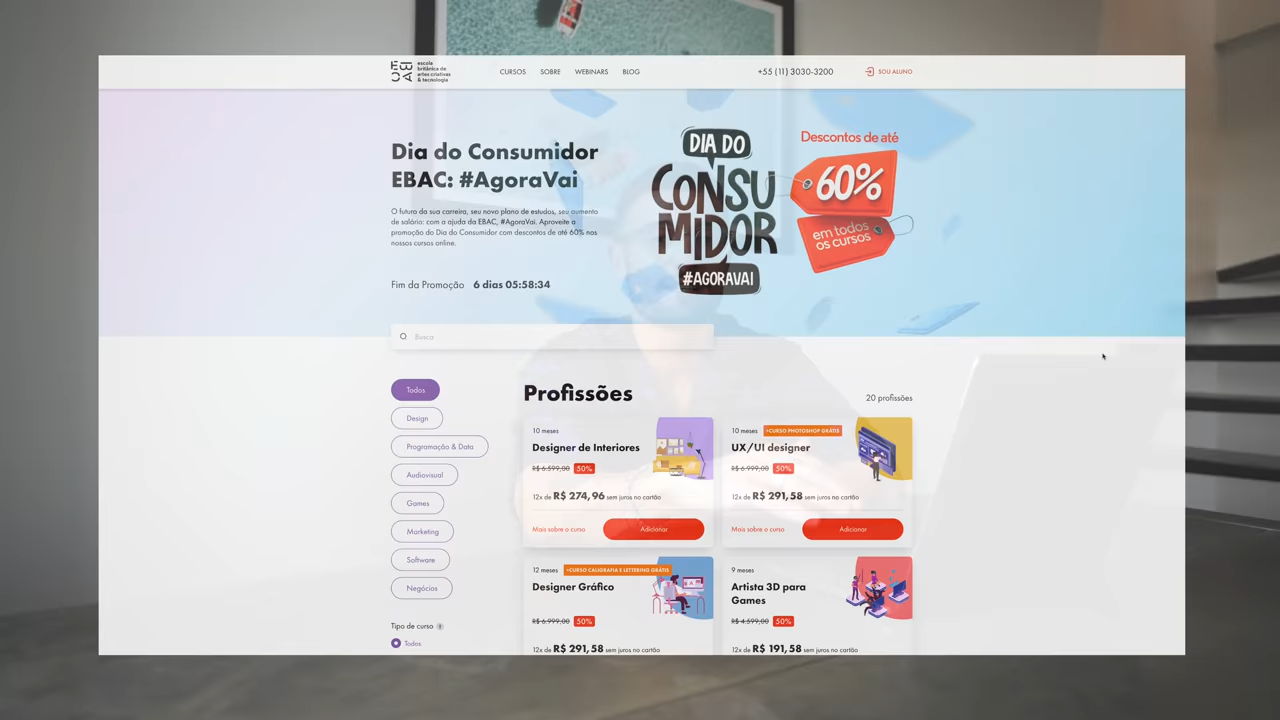 escola
britânica de
artes criativas
& tecnologia
CURSOS SOBRE WEBINARS BLOG
+55 (11) 3030-3200
SOU ALUNO
Dia do Consumidor
EBAC: #AgoraVai
O futuro da sua carreira, seu novo plano de estudos, seu aumento
de salário: com a ajuda da EBAC, #AgoraVai. Aproveite a
promoção do Dia do Consumidor com descontos de até 60% nos
nossos cursos online.
Fim da Promoção 6 dias 05:58:34
DIA DO
CONSU
MIDOR
#AGORAVAI
Descontos de até
60%
em todos
os cursos
Busca
Todos
Design
Programação & Data
Audiovisual
Games
Marketing
Software
Negócios
Tipo de curso
Todos
Profissões
20 profissões
10 meses
Designer de Interiores
R$ 6.599,00 50%
12x de R$ 274,96 sem juros no cartão
Mais sobre o curso Adicionar
10 meses +CURSO PHOTOSHOP GRÁTIS
UX/UI designer
R$ 6.999,00 50%
12x de R$ 291,58 sem juros no cartão
Mais sobre o curso Adicionar
12 meses +CURSO CALIGRAFIA E LETTERING GRÁTIS
Designer Gráfico
R$ 6.999,00 50%
12x de R$ 291,58 sem juros no cartão
9 meses
Artista 3D para
Games
R$ 4.599,00 50%
12x de R$ 191,58 sem juros no cartão